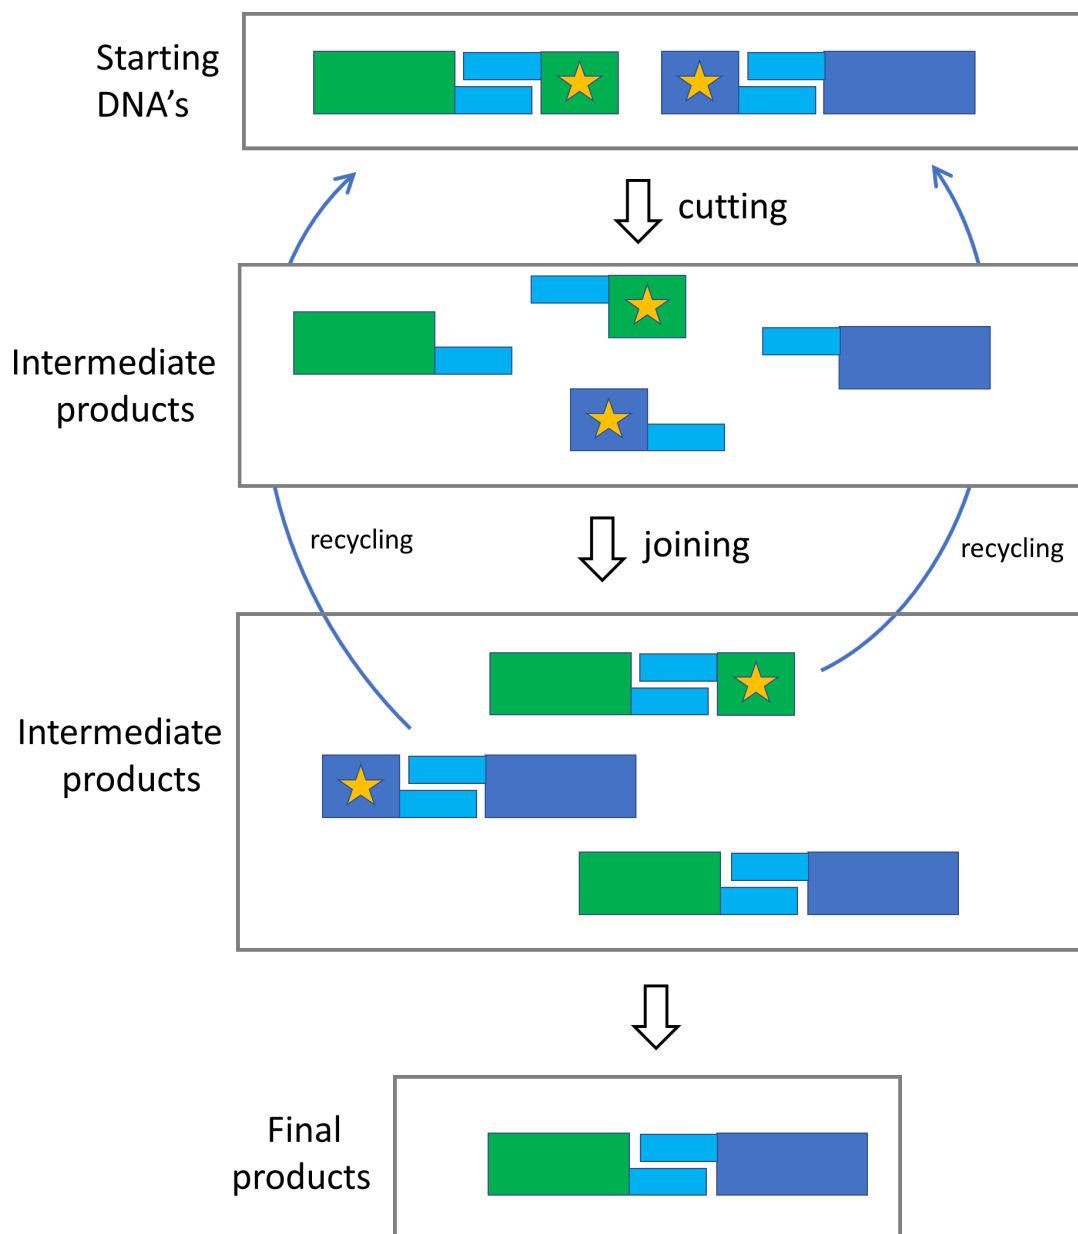 Starting
DNA's
cutting
Intermediate
products
recycling
joining
recycling
Intermediate
products
Final
products